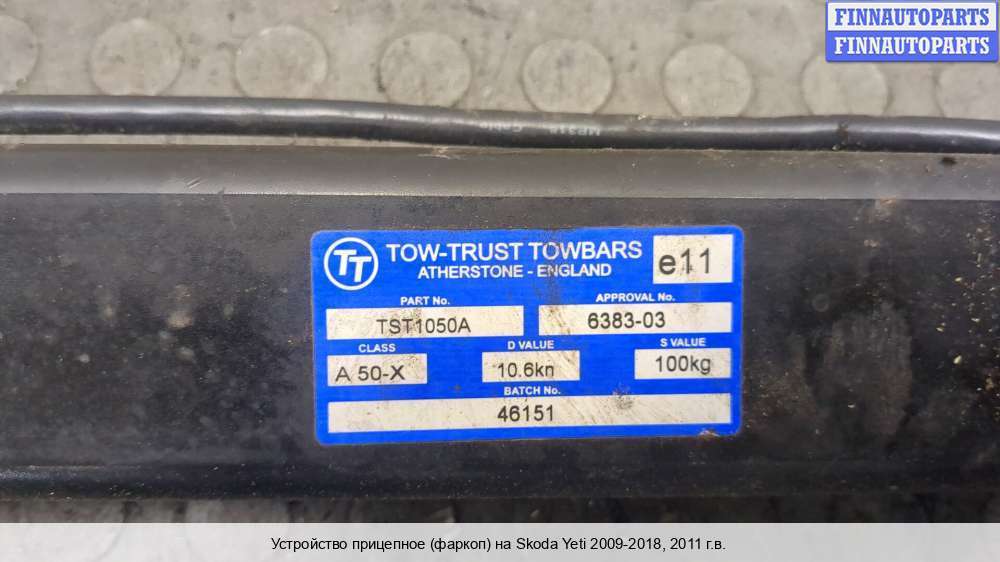 FINNAUTOPARTS
FINNAUTOPARTS
TT
TOW-TRUST TOWBARS
ATHERSTONE - ENGLAND
e11
PART No.
APPROVAL No.
TST1050A
6383-03
CLASS
D VALUE
S VALUE
A 50-X
10.6kn
100kg
BATCH No.
46151
Устройство прицепное (фаркоп) на Skoda Yeti 2009-2018, 2011 г.в.